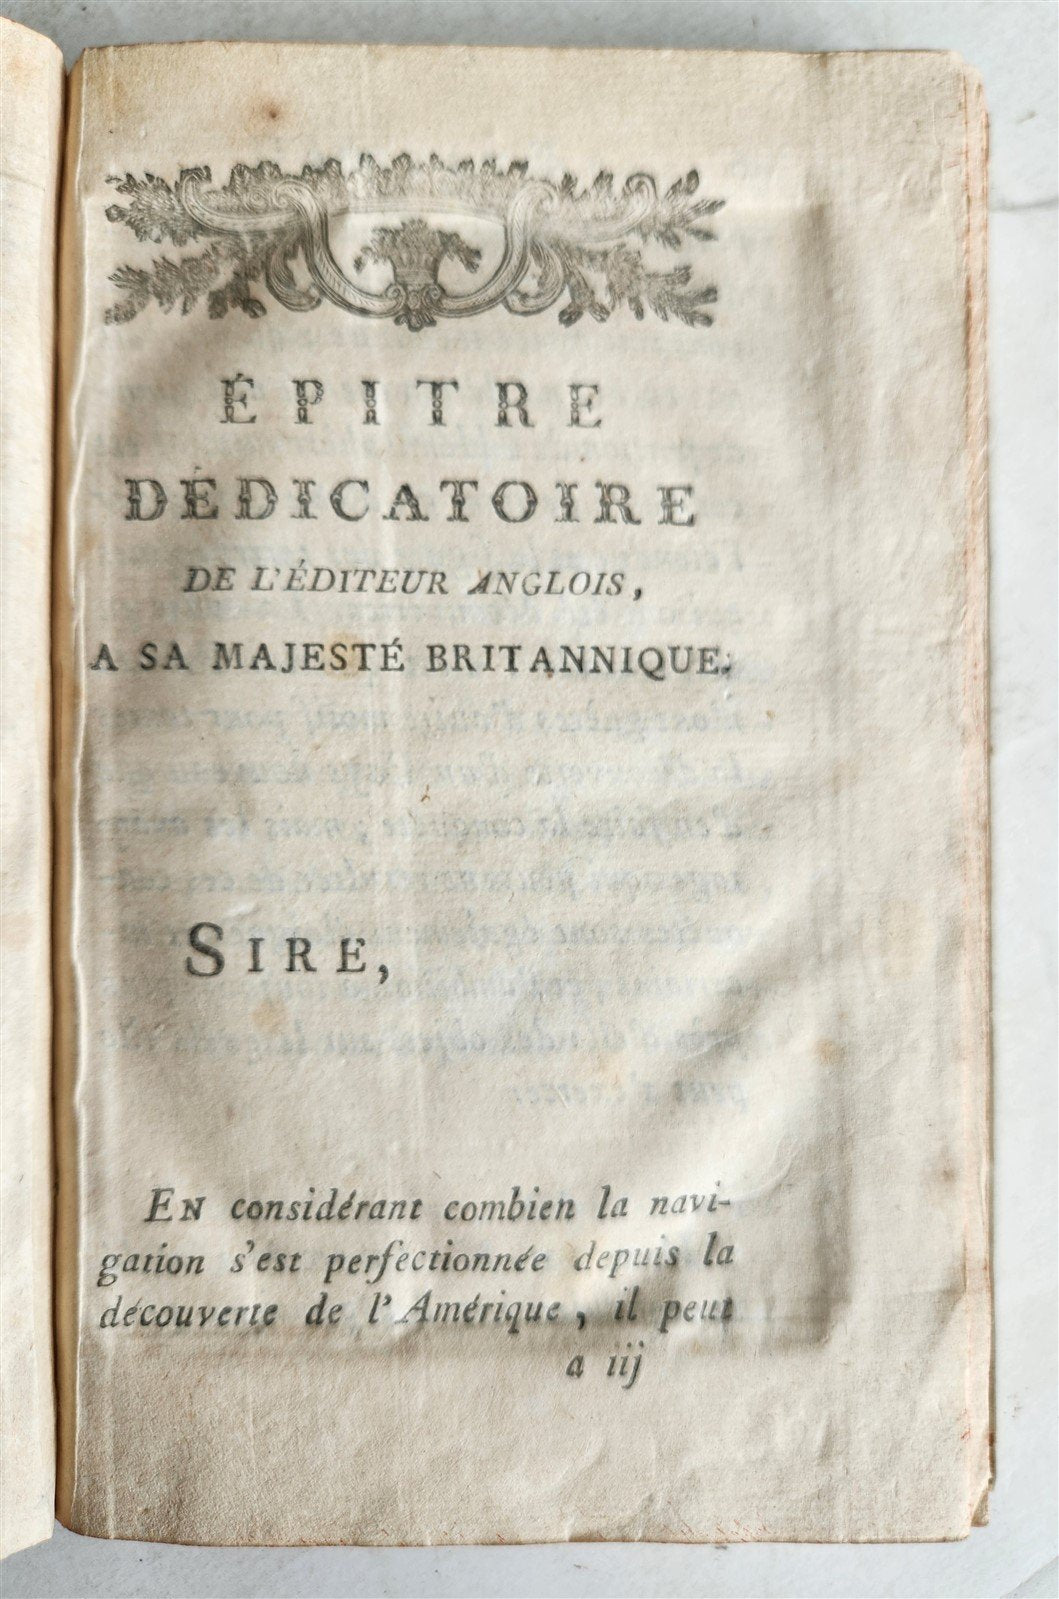 ÉPITRE
DÉDICATOIRE
DE L'ÉDITEUR ANGLOIS,
A SA MAJESTÉ BRITANNIQUE.
SIRE,
EN considérant combien la navi-
gation s'est perfectionnée depuis la
découverte de l'Amérique, il peut
a iij